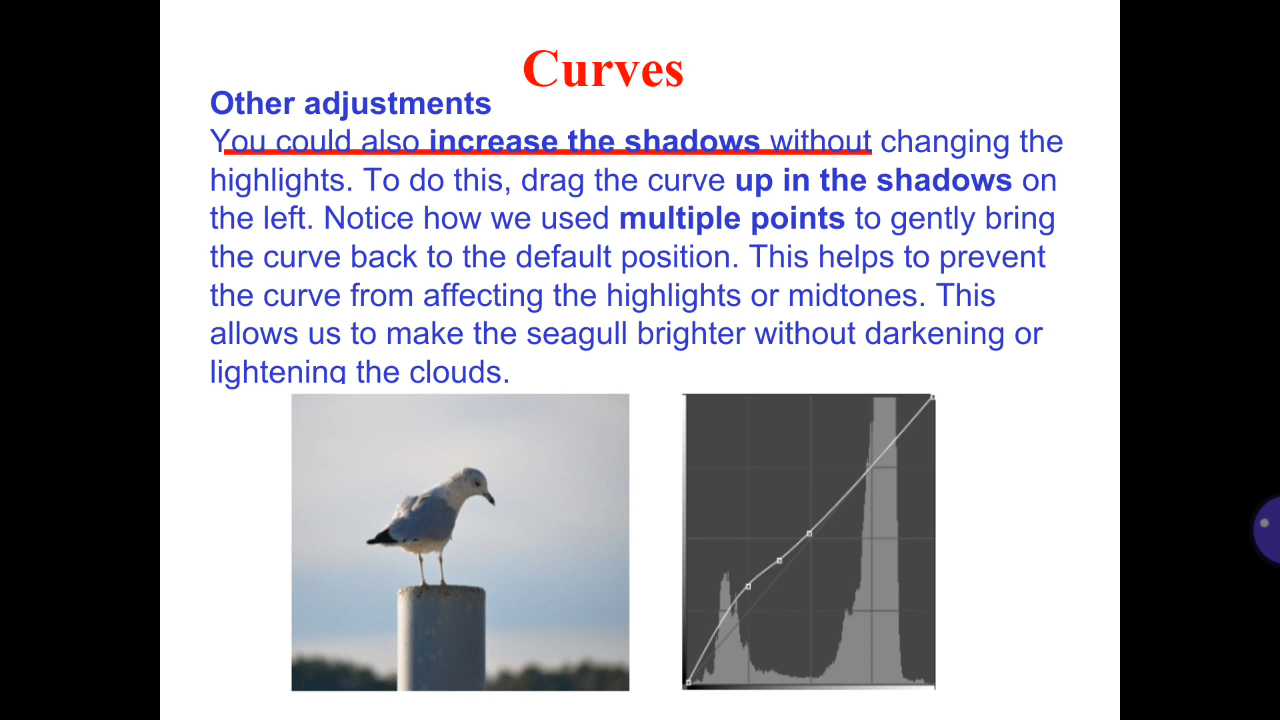 Curves
Other adjustments
You could also increase the shadows without changing the
highlights. To do this, drag the curve up in the shadows on
the left. Notice how we used multiple points to gently bring
the curve back to the default position. This helps to prevent
the curve from affecting the highlights or midtones. This
allows us to make the seagull brighter without darkening or
lightening the clouds.